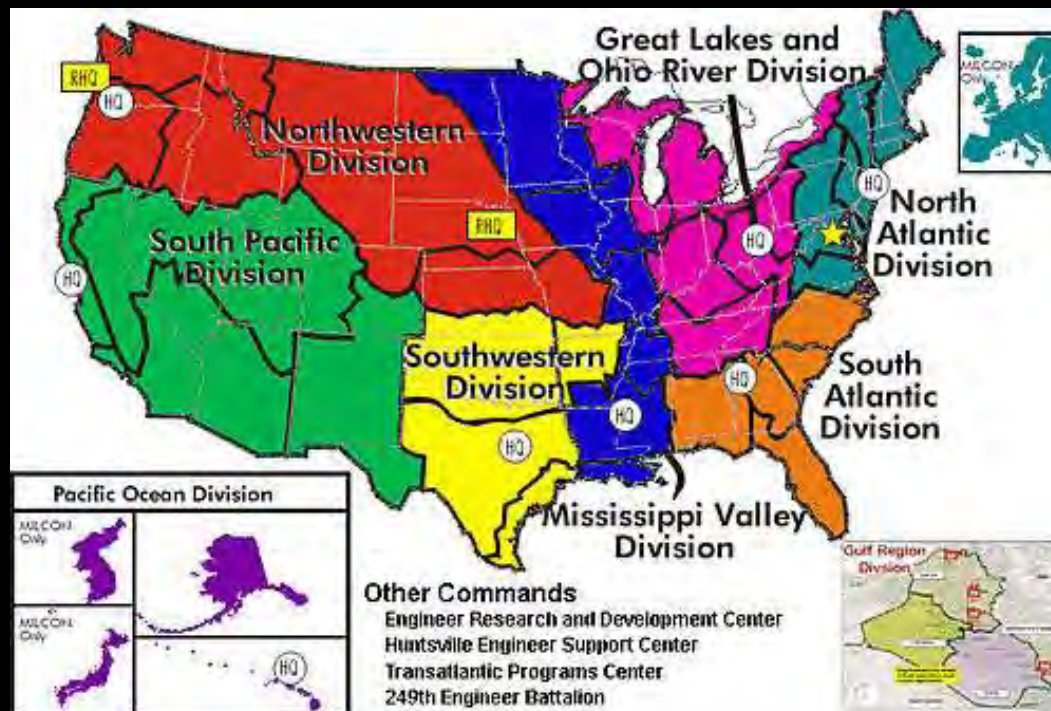 Great Lakes and
Ohio River Division
MILCON
Only
RHQ
HQ
Northwestern
Division
HQ
North
Atlantic
Division
RHQ
HQ
South Pacific
Division
HQ
Southwestern
Division
HQ
South
Atlantic
Division
HQ
HQ
Mississippi Valley
Division
Pacific Ocean Division
MILCON
Only
MILCON
Only
HQ
Other Commands
Engineer Research and Development Center
Huntsville Engineer Support Center
Transatlantic Programs Center
249th Engineer Battalion
Gulf Region
Division